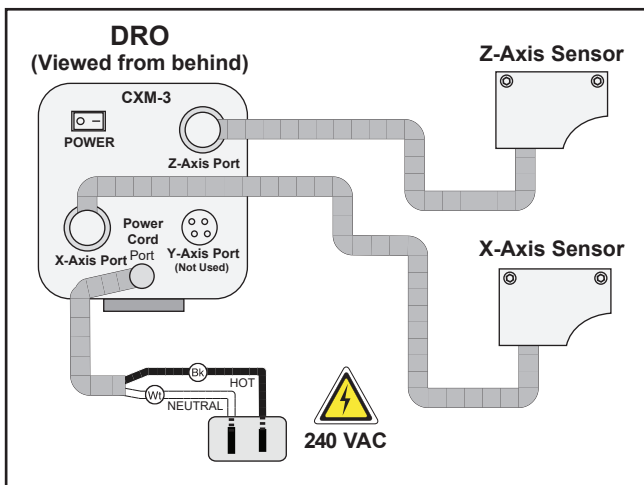 DRO
(Viewed from behind)
CXM-3
POWER
Z-Axis Port
X-Axis Port
Power
Cord
Port
Y-Axis Port
(Not Used)
Z-Axis Sensor
X-Axis Sensor
Bk
HOT
Wt
NEUTRAL
240 VAC